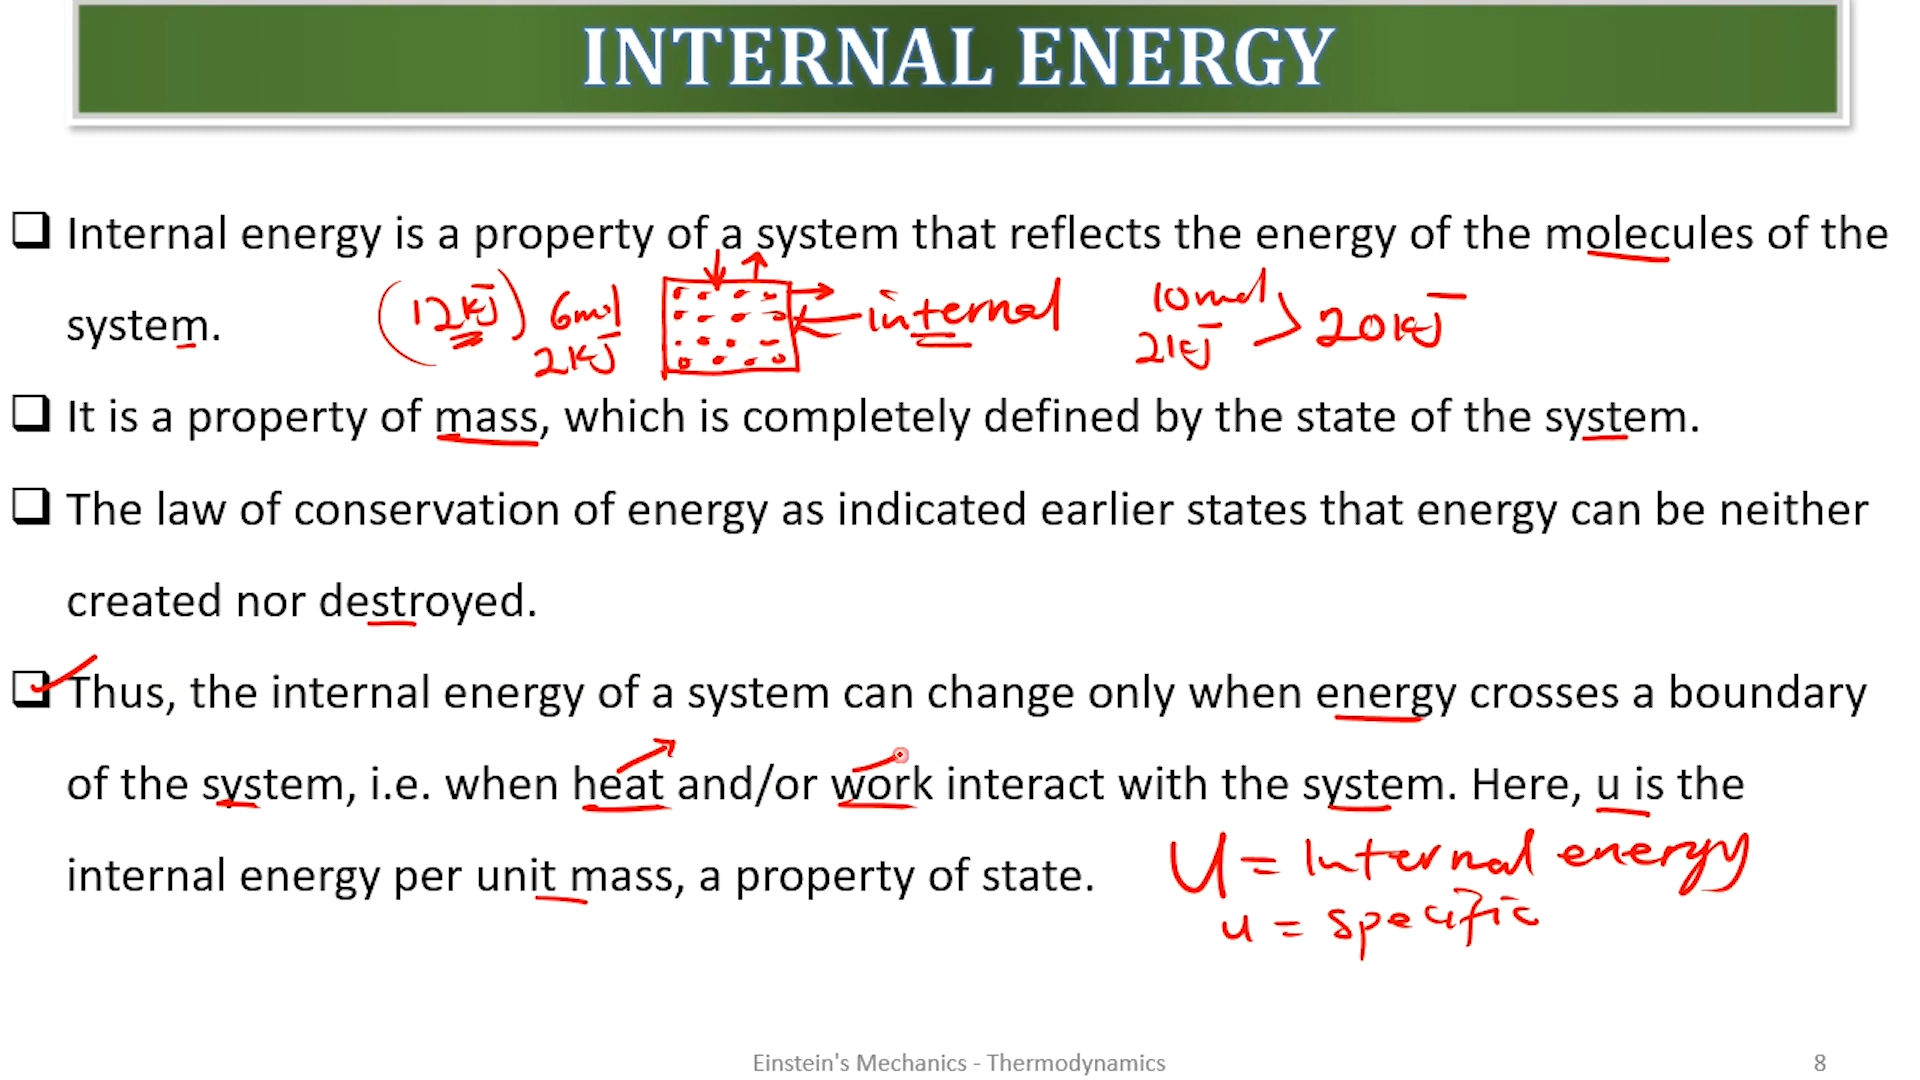 INTERNAL ENERGY
❑ Internal energy is a property of a system that reflects the energy of the molecules of the
(12kJ) 6mol internal 10mol
system. 2kJ 2kJ 20kJ
❑ It is a property of mass, which is completely defined by the state of the system.
❑ The law of conservation of energy as indicated earlier states that energy can be neither
created nor destroyed.
❑ Thus, the internal energy of a system can change only when energy crosses a boundary
of the system, i.e. when heat and/or work interact with the system. Here, u is the
internal energy per unit mass, a property of state.
U = Internal energy
u = specific
Einstein's Mechanics - Thermodynamics
8